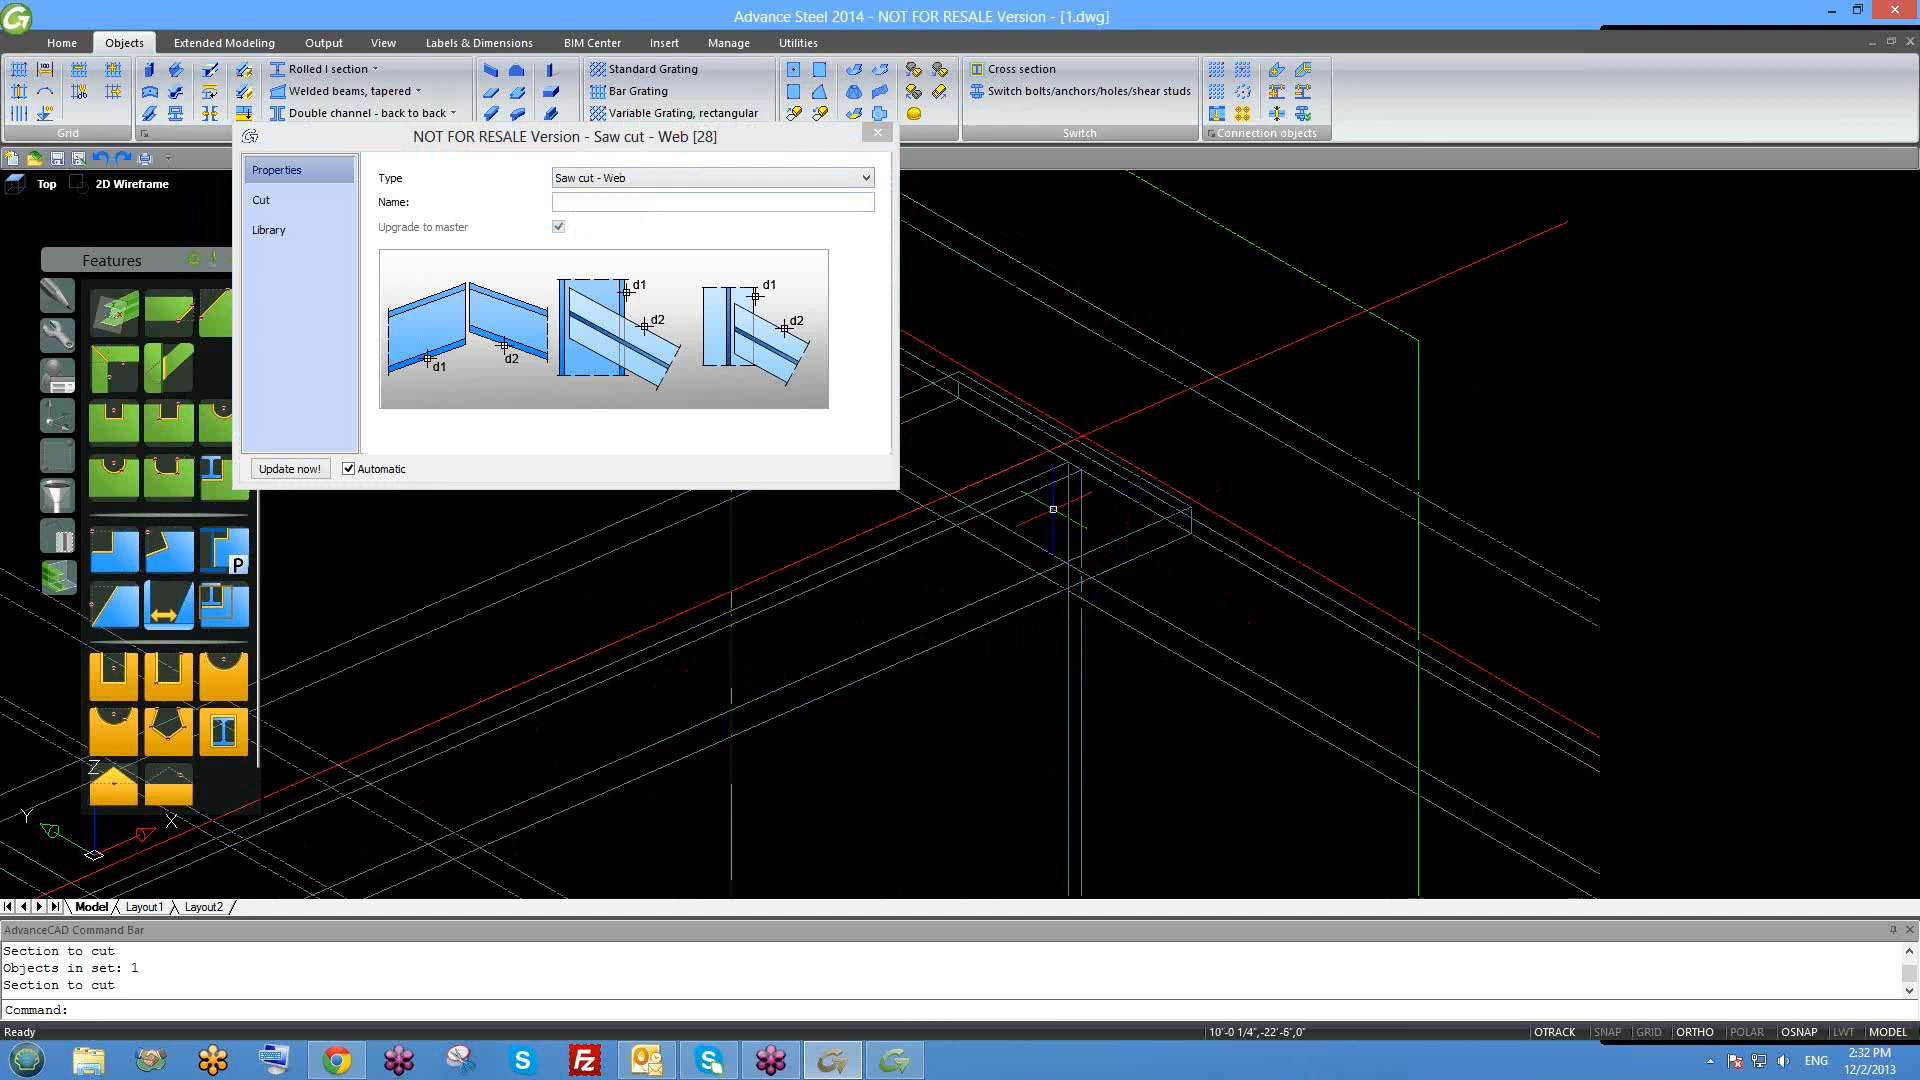 Advance Steel 2014 - NOT FOR RESALE Version - [1.dwg]
Home
Objects
Extended Modeling
Output
View
Labels & Dimensions
BIM Center
Insert
Manage
Utilities
Rolled I section
Standard Grating
Cross section
Welded beams, tapered
Bar Grating
Switch bolts/anchors/holes/shear studs
Double channel - back to back
Variable Grating, rectangular
Grid
Switch
Connection objects
NOT FOR RESALE Version - Saw cut - Web [28]
Properties
Cut
Library
Type
Saw cut - Web
Name:
Upgrade to master
d1
d2
d1
d2
d1
d2
Update now!
Automatic
Top
2D Wireframe
Features
P
Z
Y
X
Model
Layout1
Layout2
AdvanceCAD Command Bar
Section to cut
Objects in set: 1
Section to cut
Command:
Ready
10'-0 1/4",-22'-6",0"
OTRACK
SNAP
GRID
ORTHO
POLAR
OSNAP
LWT
MODEL
ENG
2:32 PM
12/2/2013